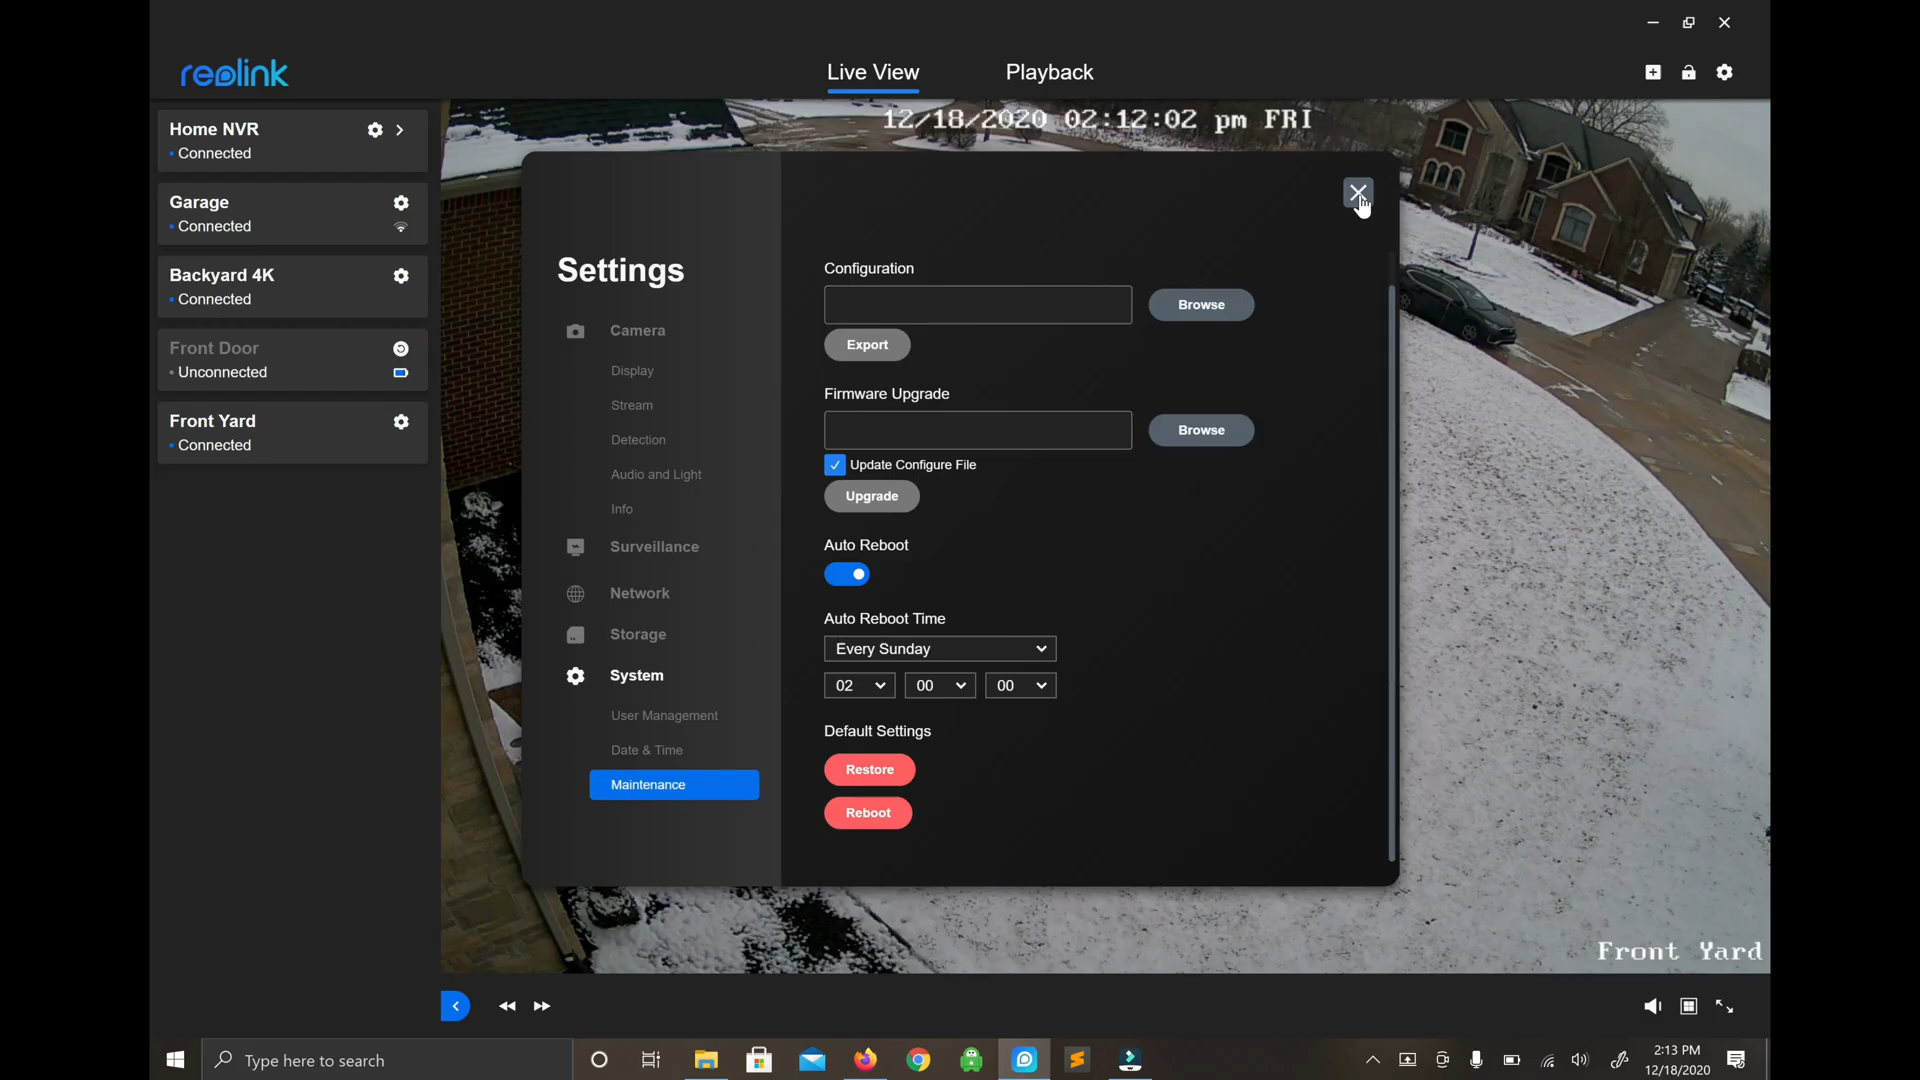 reolink
Live View
Playback
12/18/2020 02:12:02 pm FRI
Home NVR
Connected
Garage
Connected
Backyard 4K
Connected
Front Door
Unconnected
Front Yard
Connected
Settings
Camera
Display
Stream
Detection
Audio and Light
Info
Surveillance
Network
Storage
System
User Management
Date & Time
Maintenance
Configuration
Browse
Export
Firmware Upgrade
Browse
Update Configure File
Upgrade
Auto Reboot
Auto Reboot Time
Every Sunday
02 00 00
Default Settings
Restore
Reboot
Front Yard
Type here to search
2:13 PM
12/18/2020